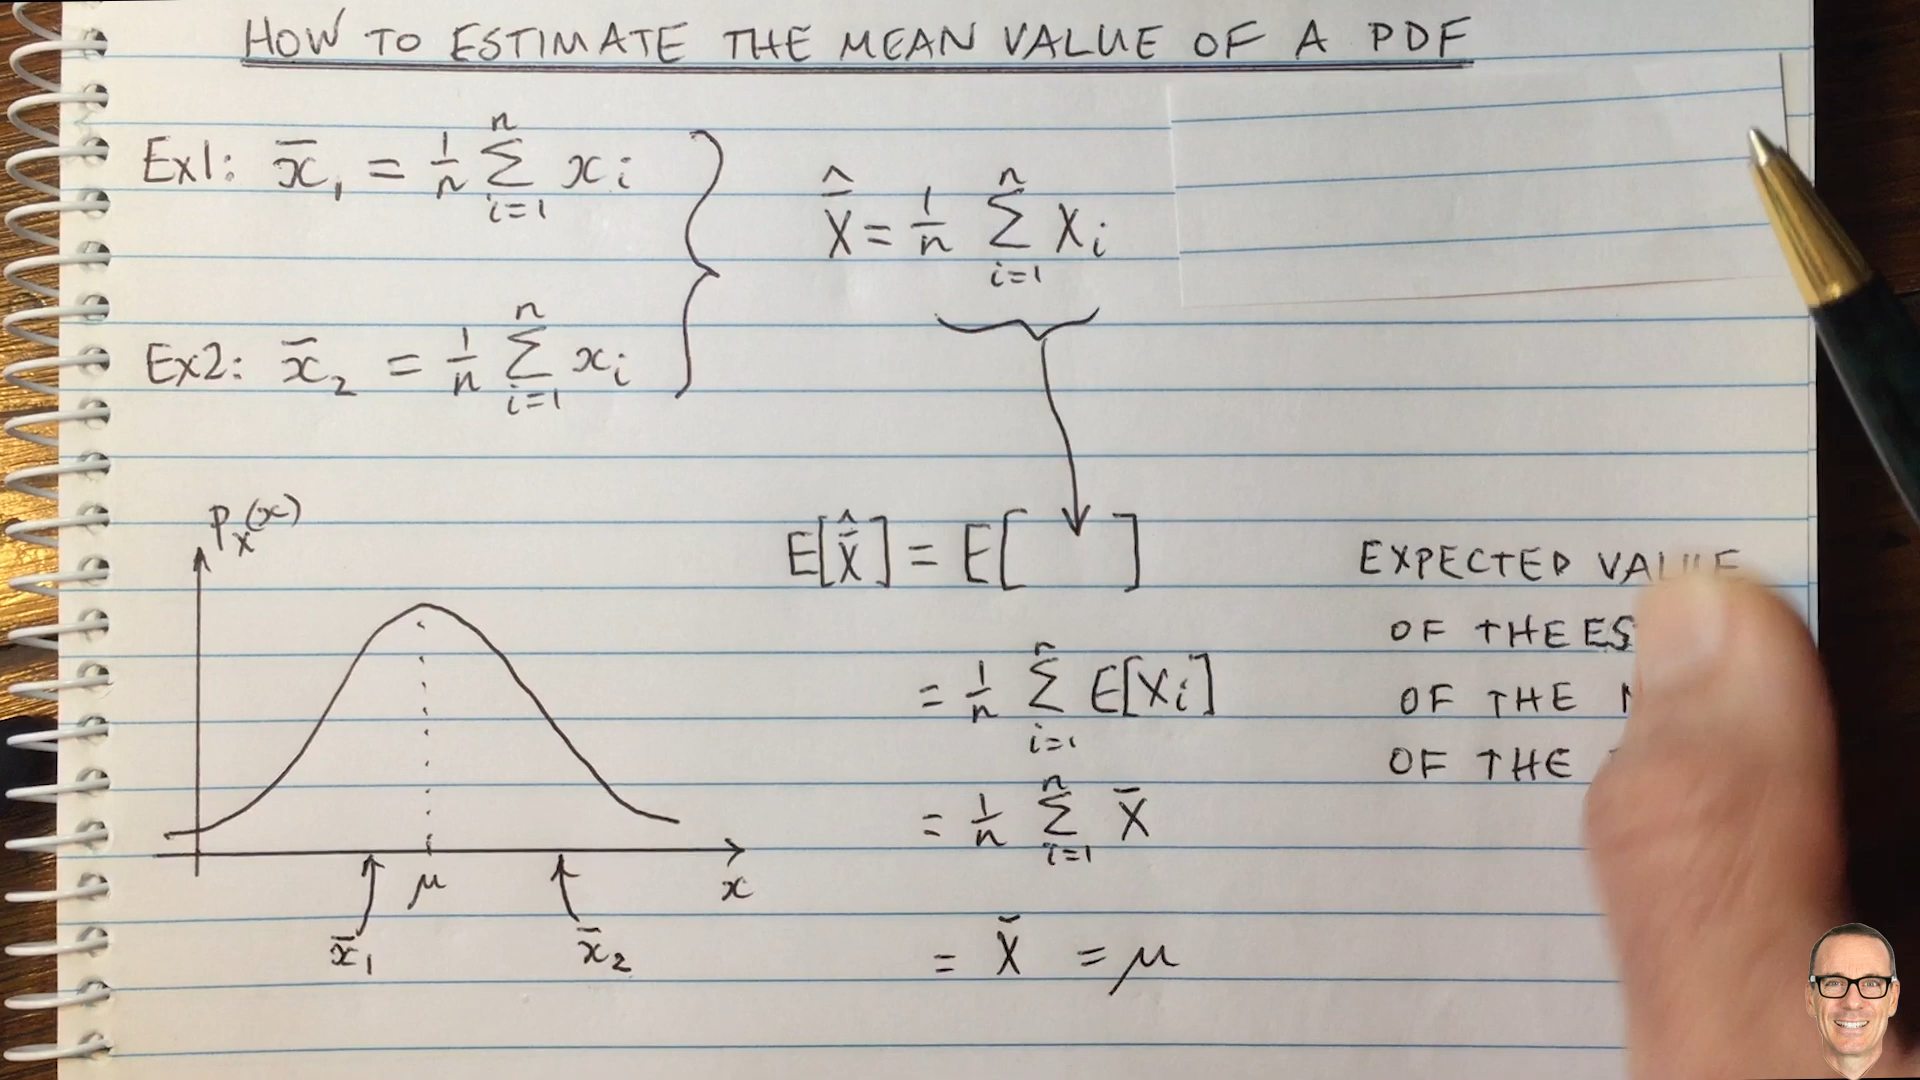 HOW TO ESTIMATE THE MEAN VALUE OF A PDF
Ex1: x̄₁ = 1/n Σ_{i=1}^{n} xᵢ
Ex2: x̄₂ = 1/n Σ_{i=1}^{n} xᵢ
X̄̂ = 1/n Σ_{i=1}^{n} Xᵢ
P_X(x)
μ
x
x̄₁
x̄₂
E[X̄̂] = E[ ]
= 1/n Σ_{i=1}^{n} E[Xᵢ]
= 1/n Σ_{i=1}^{n} X̄
= X̄ = μ
EXPECTED VALUE
OF THE ES
OF THE
OF THE